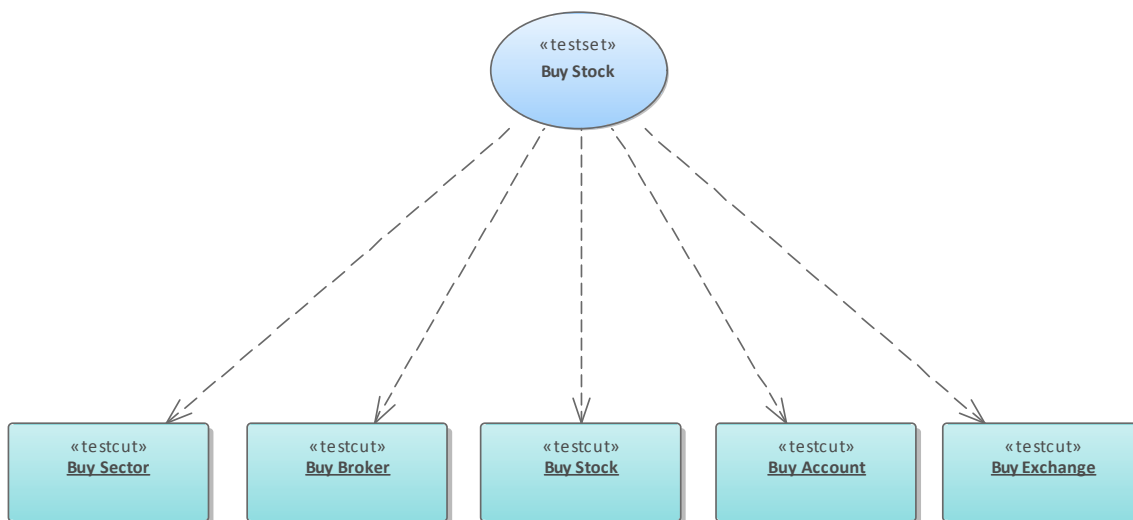 «testset»
Buy Stock
«testcut»
Buy Sector
«testcut»
Buy Broker
«testcut»
Buy Stock
«testcut»
Buy Account
«testcut»
Buy Exchange